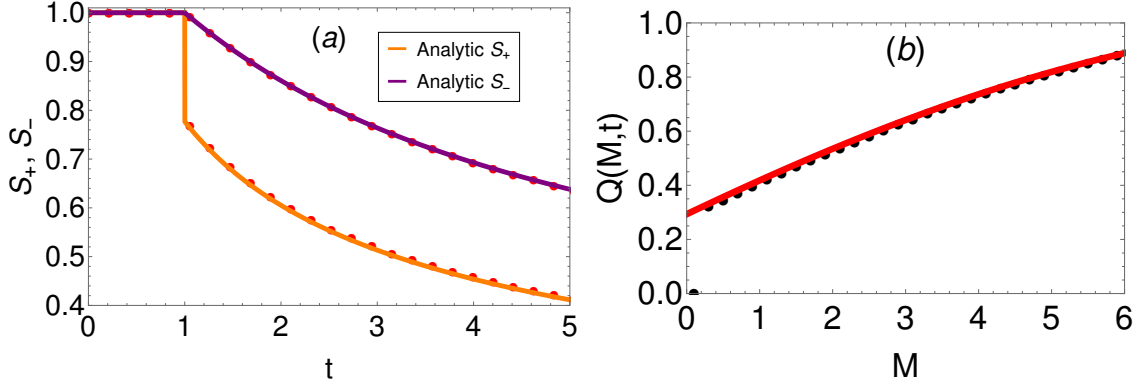 (a)
Analytic S₊
Analytic S₋
S₊, S₋
1.0
0.9
0.8
0.7
0.6
0.5
0.4
0 1 2 3 4 5
t
(b)
Q(M,t)
1.0
0.8
0.6
0.4
0.2
0.0
0 1 2 3 4 5 6
M